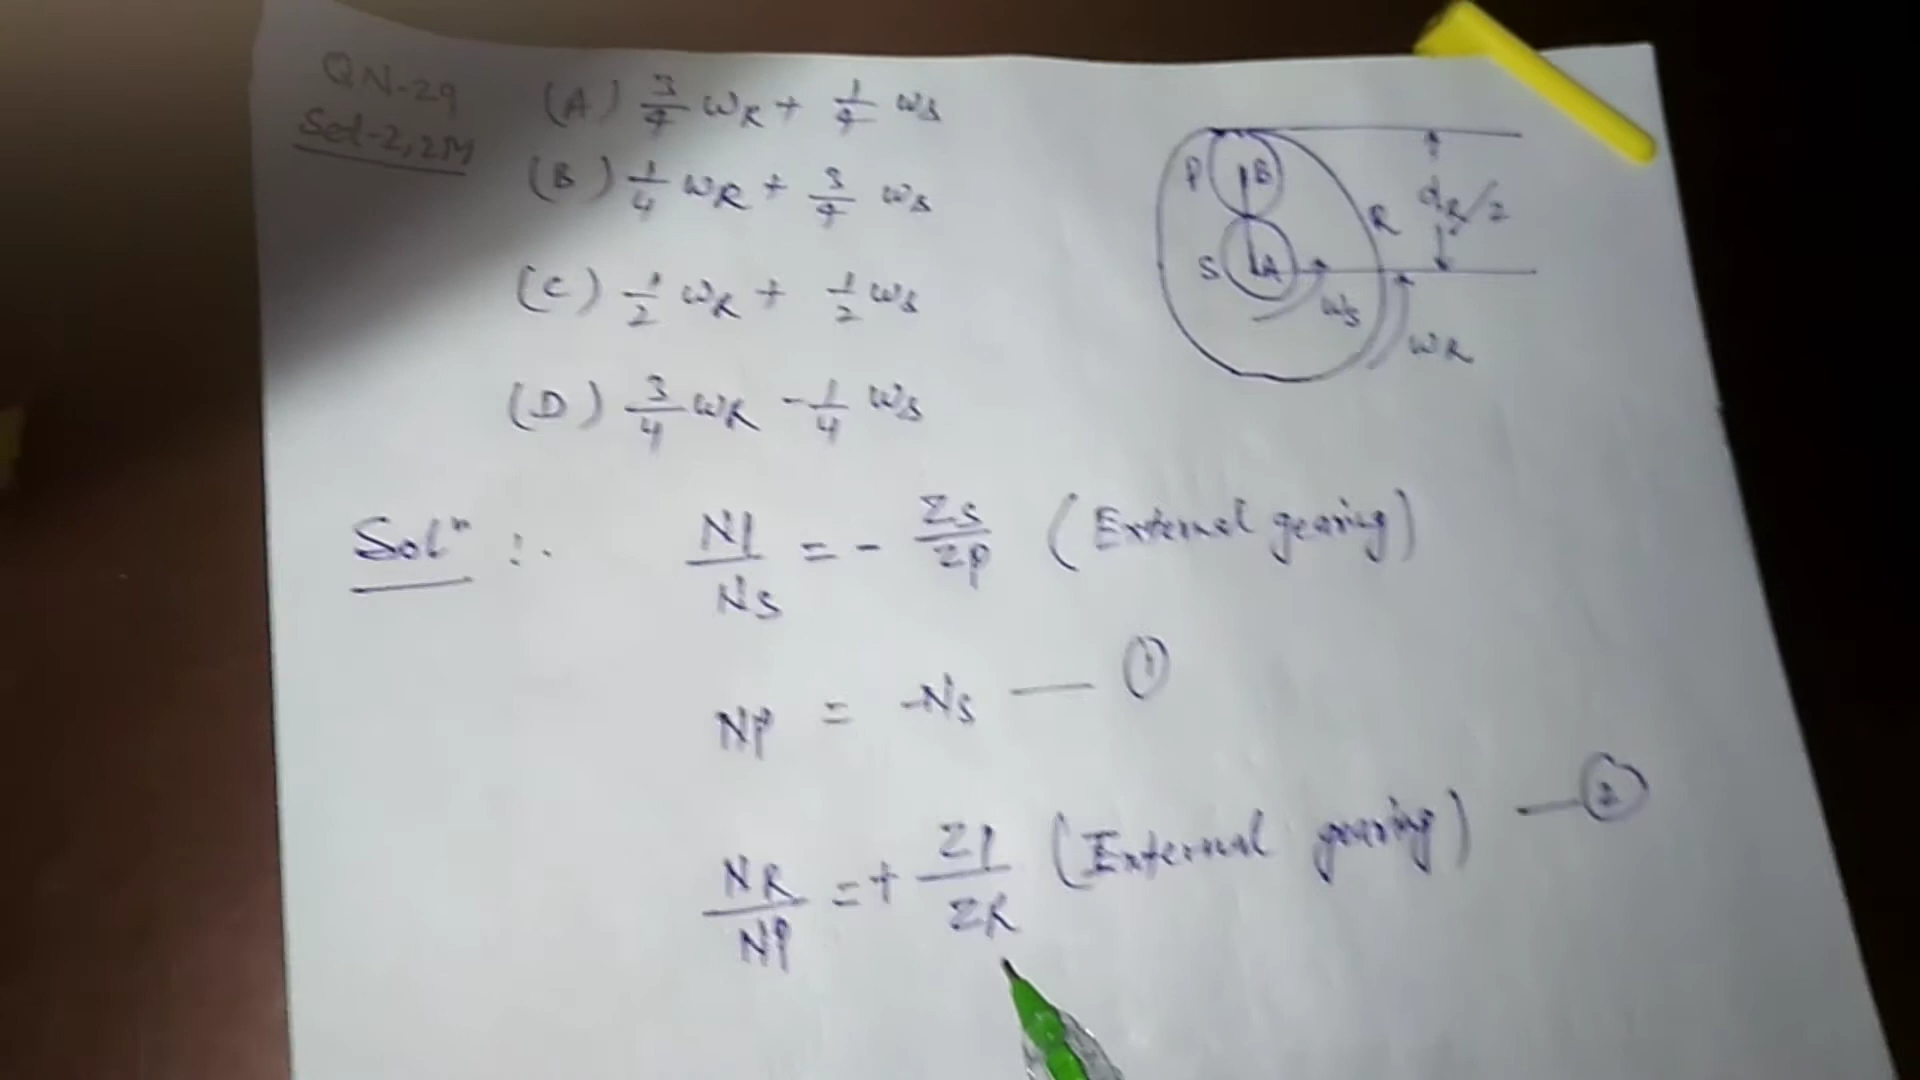 QN-29
Set-2, 2M
(A) 3/4 ωR + 1/4 ωs
(B) 1/4 ωR + 3/4 ωs
(C) 1/2 ωR + 1/2 ωs
(D) 3/4 ωR - 1/4 ωs
P B
S A
R
dR/2
ωs
ωR
Solⁿ :- NP/NS = - ZS/ZP (External gearing)
NP = -NS — ①
NR/NP = + ZP/ZR (External gearing) — ②